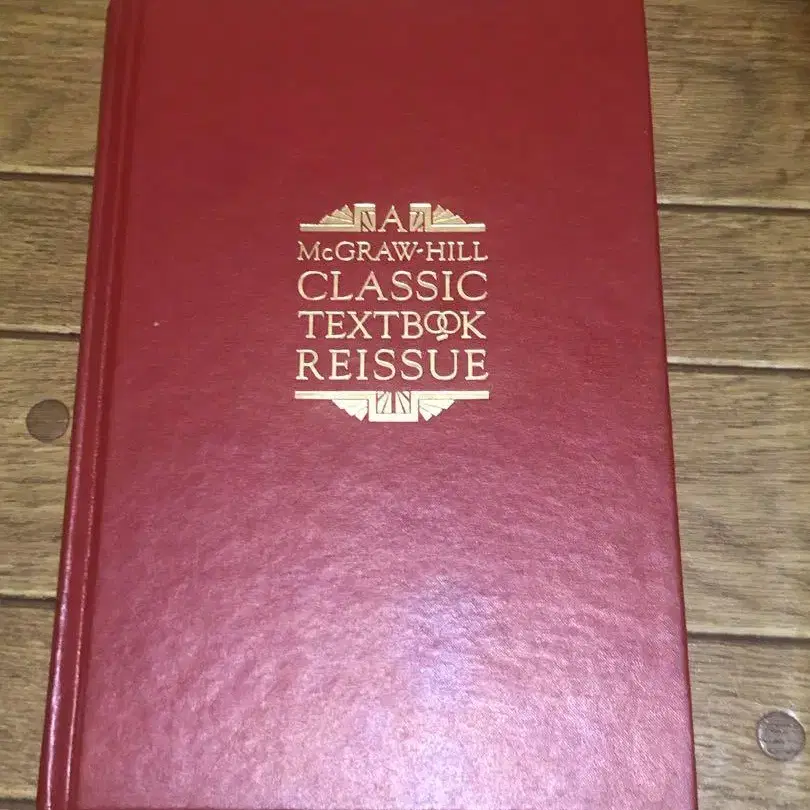 A
McGRAW-HILL
CLASSIC
TEXTBOOK
REISSUE